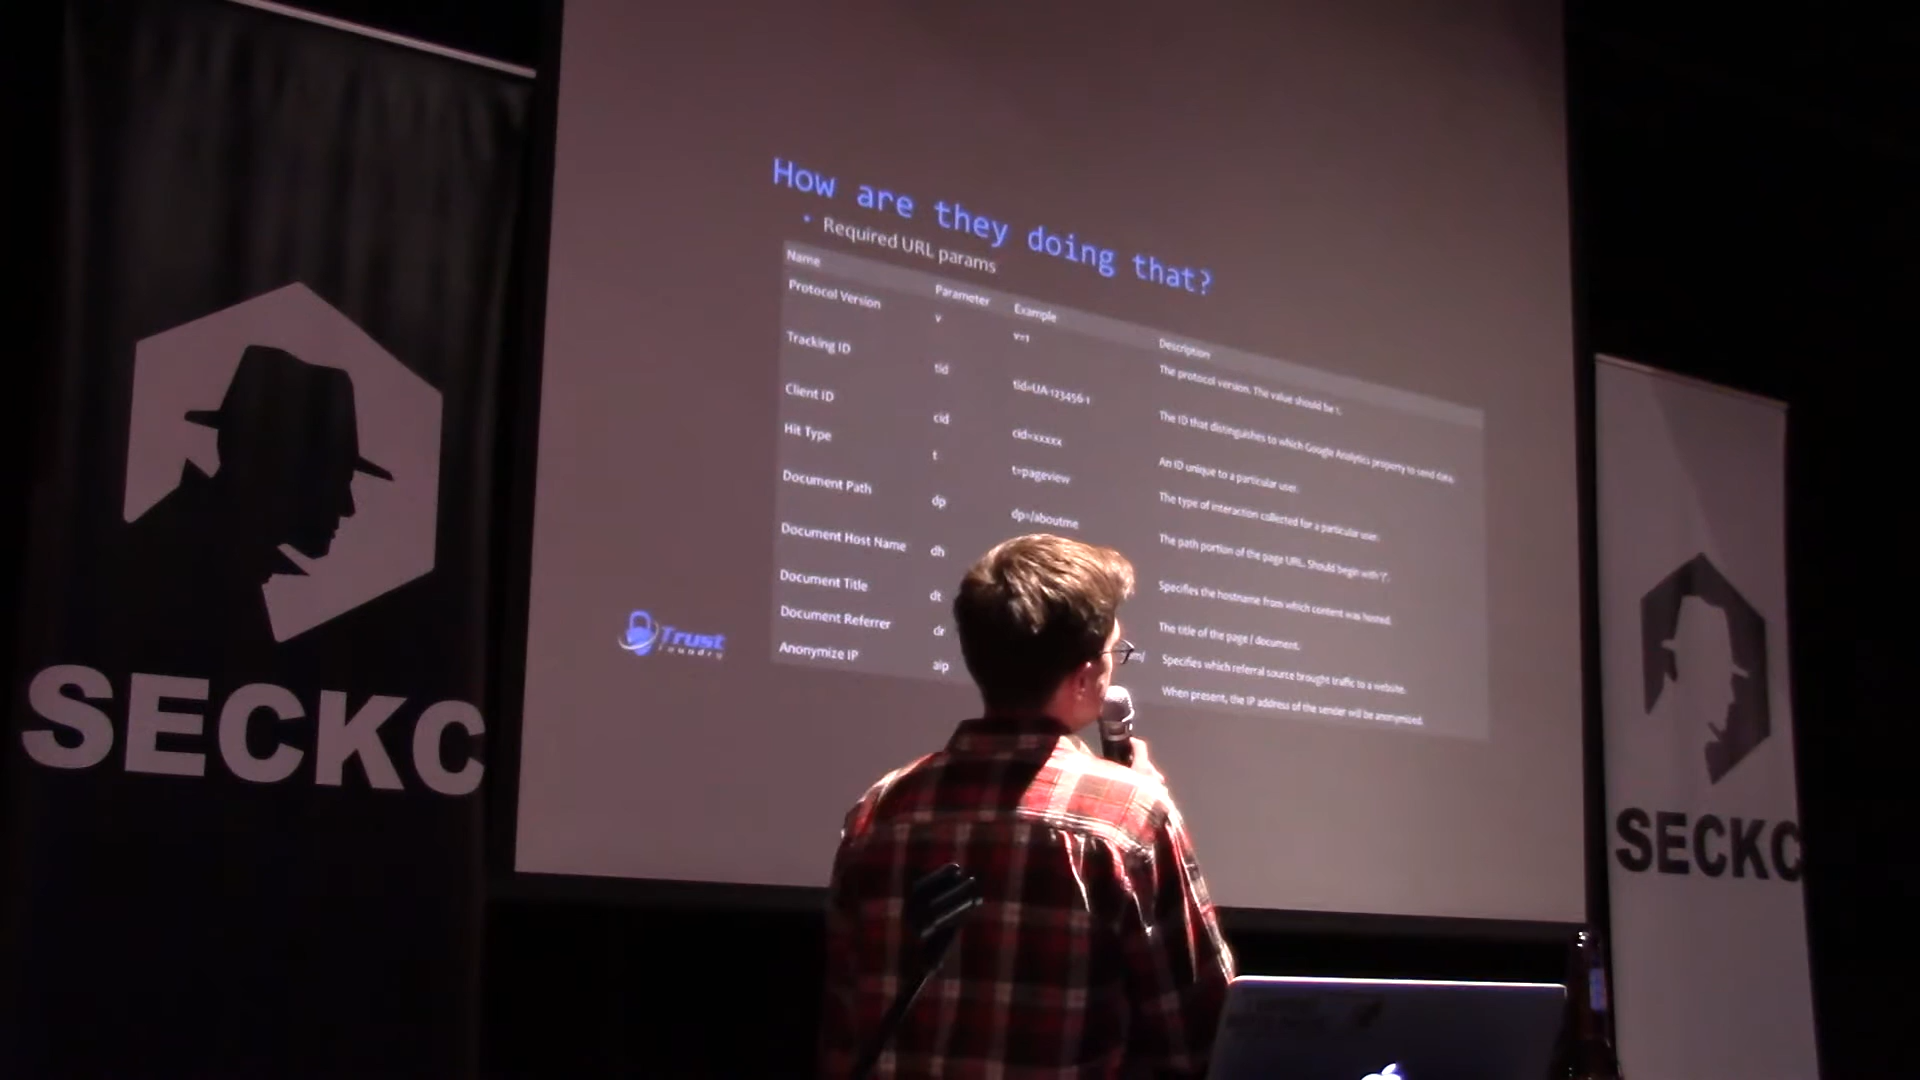 How are they doing that?
• Required URL params
Name Parameter Example Description
Protocol Version v v=1 The protocol version. The value should be 1.
Tracking ID tid tid=UA-123456-1 The ID that distinguishes to which Google Analytics property to send data.
Client ID cid cid=xxxxx An ID unique to a particular user.
Hit Type t t=pageview The type of interaction collected for a particular user.
Document Path dp dp=/aboutme The path portion of the page URL. Should begin with '/'.
Document Host Name dh Specifies the hostname from which content was hosted.
Document Title dt The title of the page / document.
Document Referrer dr m/ Specifies which referral source brought traffic to a website.
Anonymize IP aip When present, the IP address of the sender will be anonymized.
Trust
foundry
SECKC
SECKC